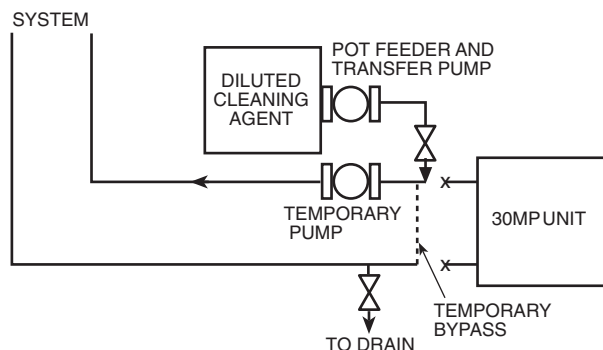 SYSTEM
POT FEEDER AND
TRANSFER PUMP
DILUTED
CLEANING
AGENT
TEMPORARY
PUMP
30MP UNIT
TEMPORARY
BYPASS
TO DRAIN